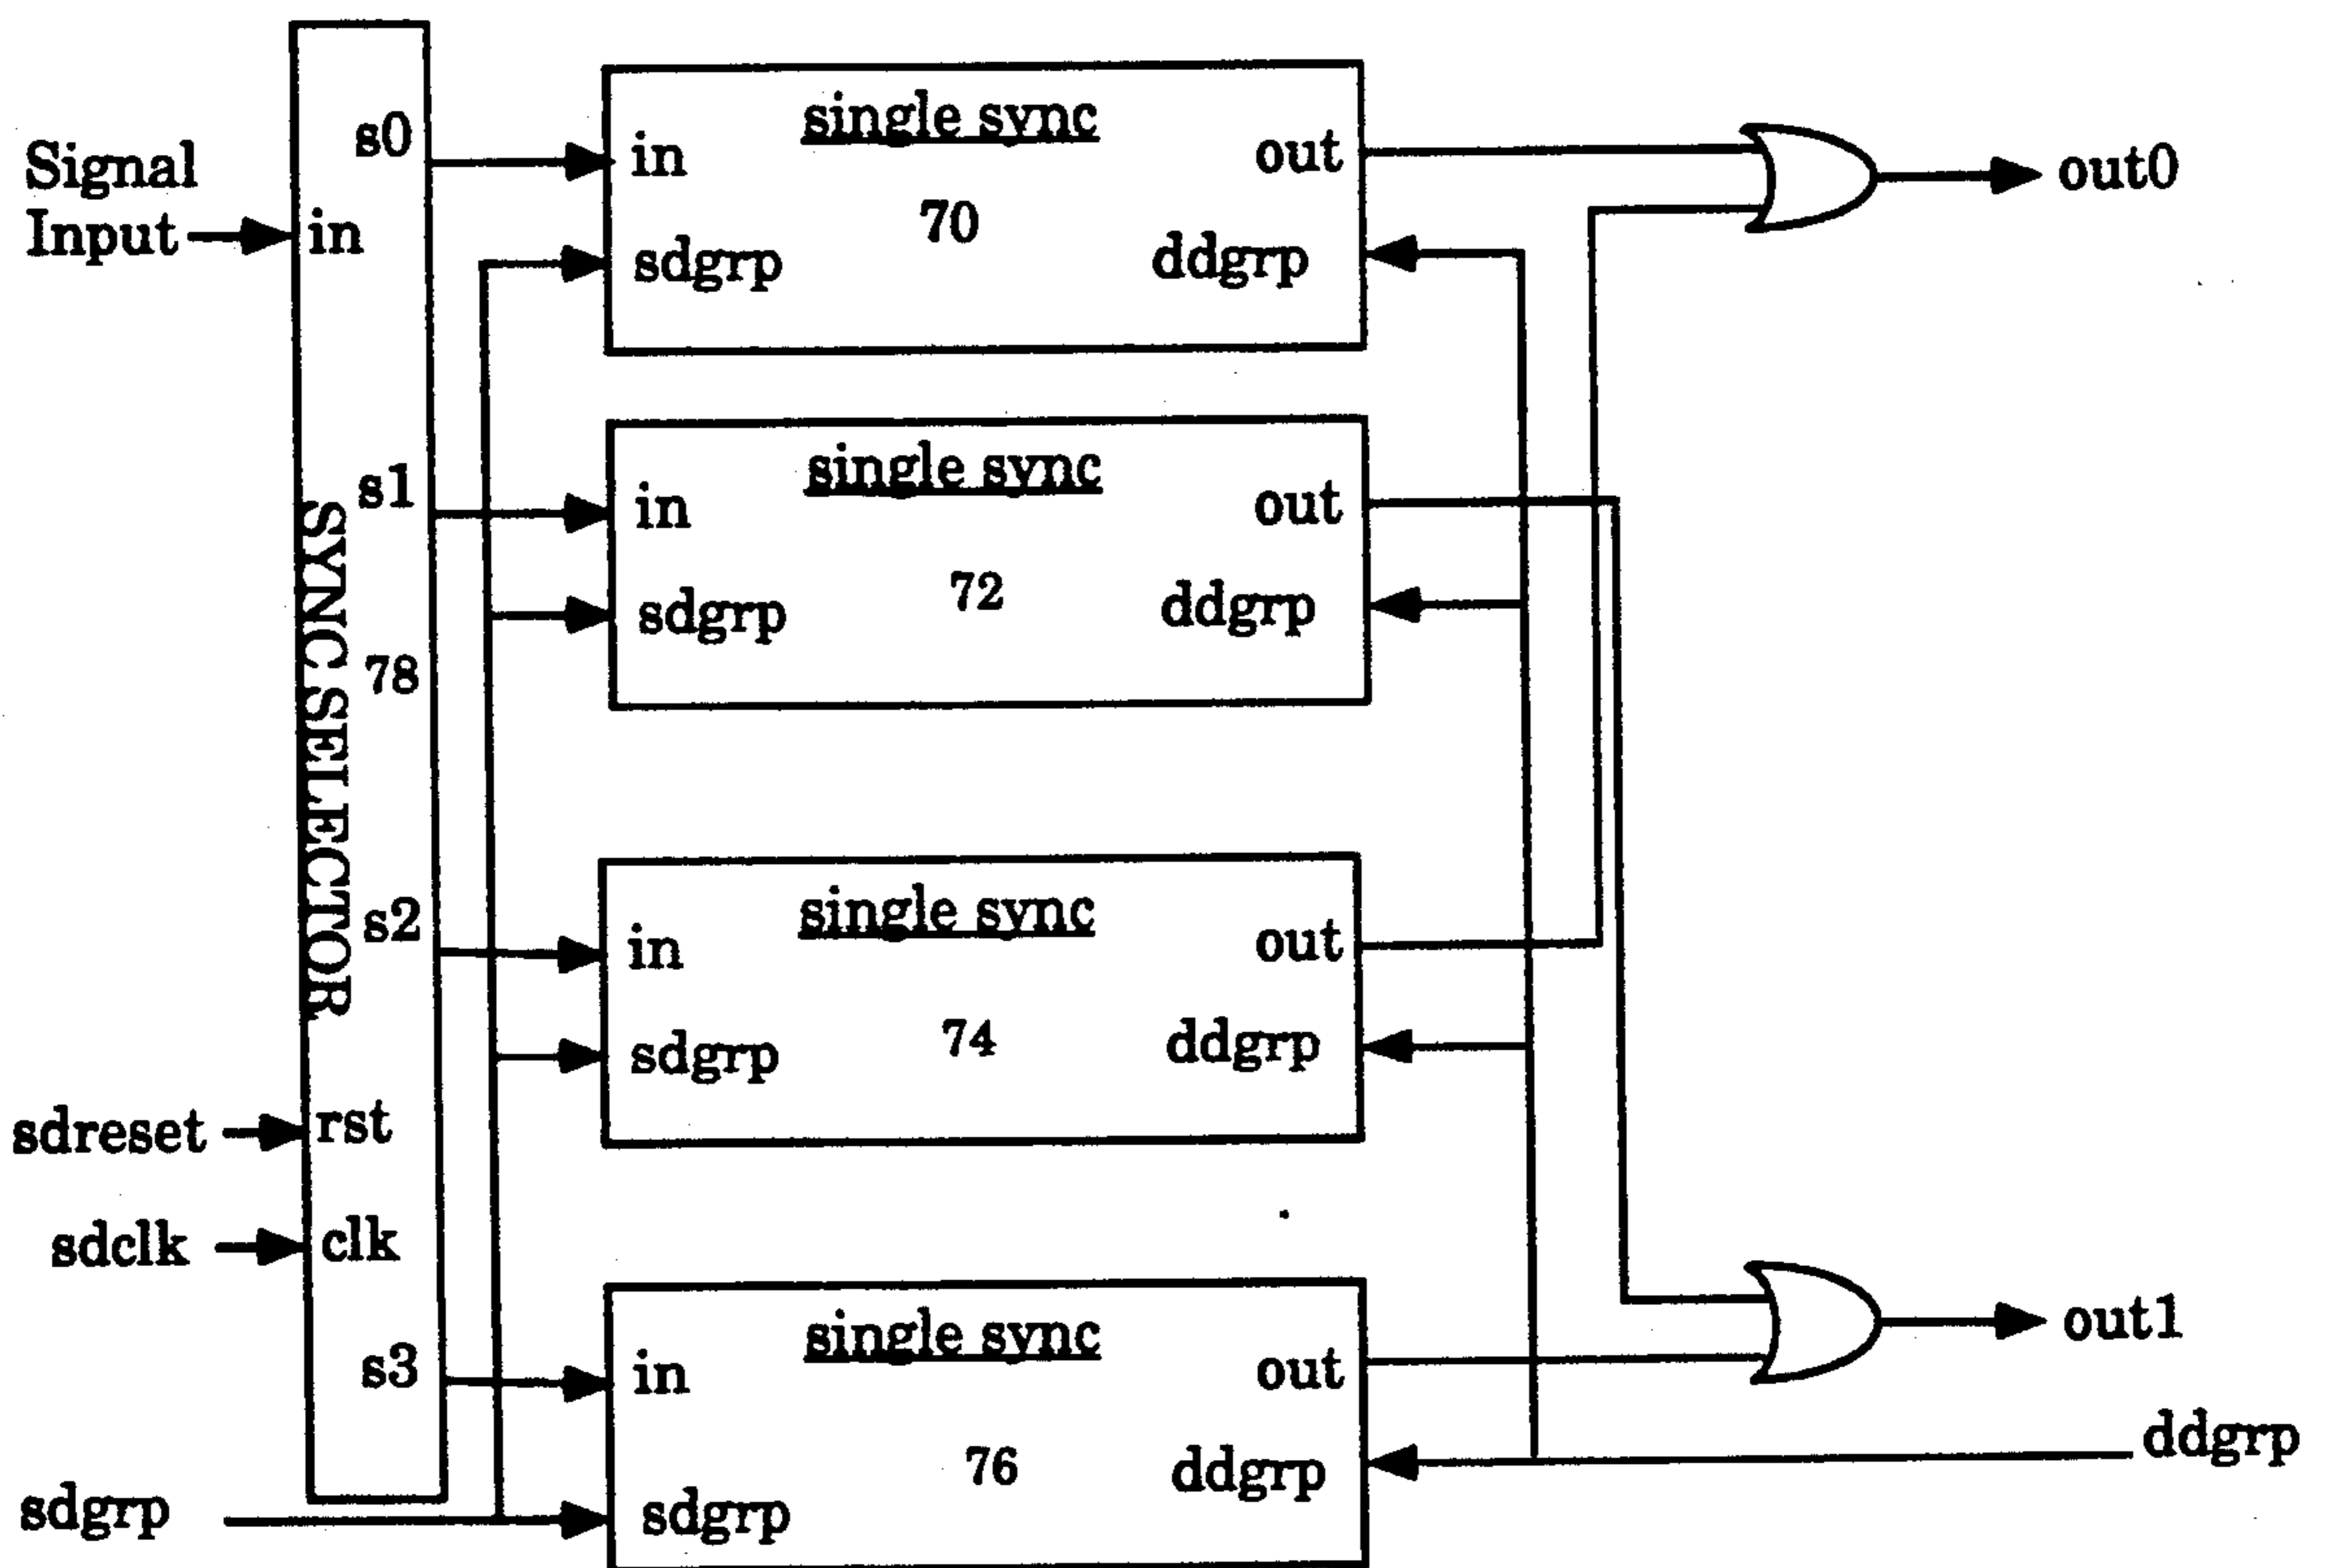 Signal
Input
in
s0
s1
SYNC SELECTOR
78
s2
sdreset
rst
sdclk
clk
s3
sdgrp
single sync
in
out
70
sdgrp
ddgrp
single sync
in
out
72
sdgrp
ddgrp
single sync
in
out
74
sdgrp
ddgrp
single sync
in
out
76
sdgrp
ddgrp
out0
out1
ddgrp